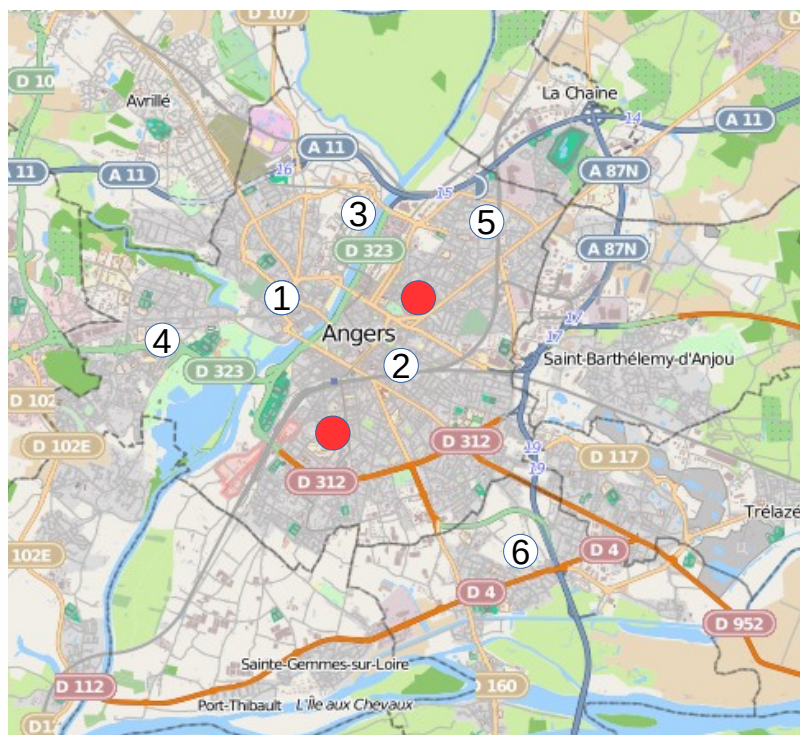 D 107
D
D 10
La Chaine
Avrillé
14
A 11
A 11
16
A 11
A 11
A 87N
15
3
5
D 323
A 87N
1
17
Angers
17
4
2
Saint-Barthélemy-d'Anjou
D 323
D 102
D 102E
D 312
19
D 117
19
D 312
Trélazé
102E
6
D 4
D 4
D 952
Sainte-Gemmes-sur-Loire
D 112
160
Port-Thibault
L'Île aux Chevaux
D1